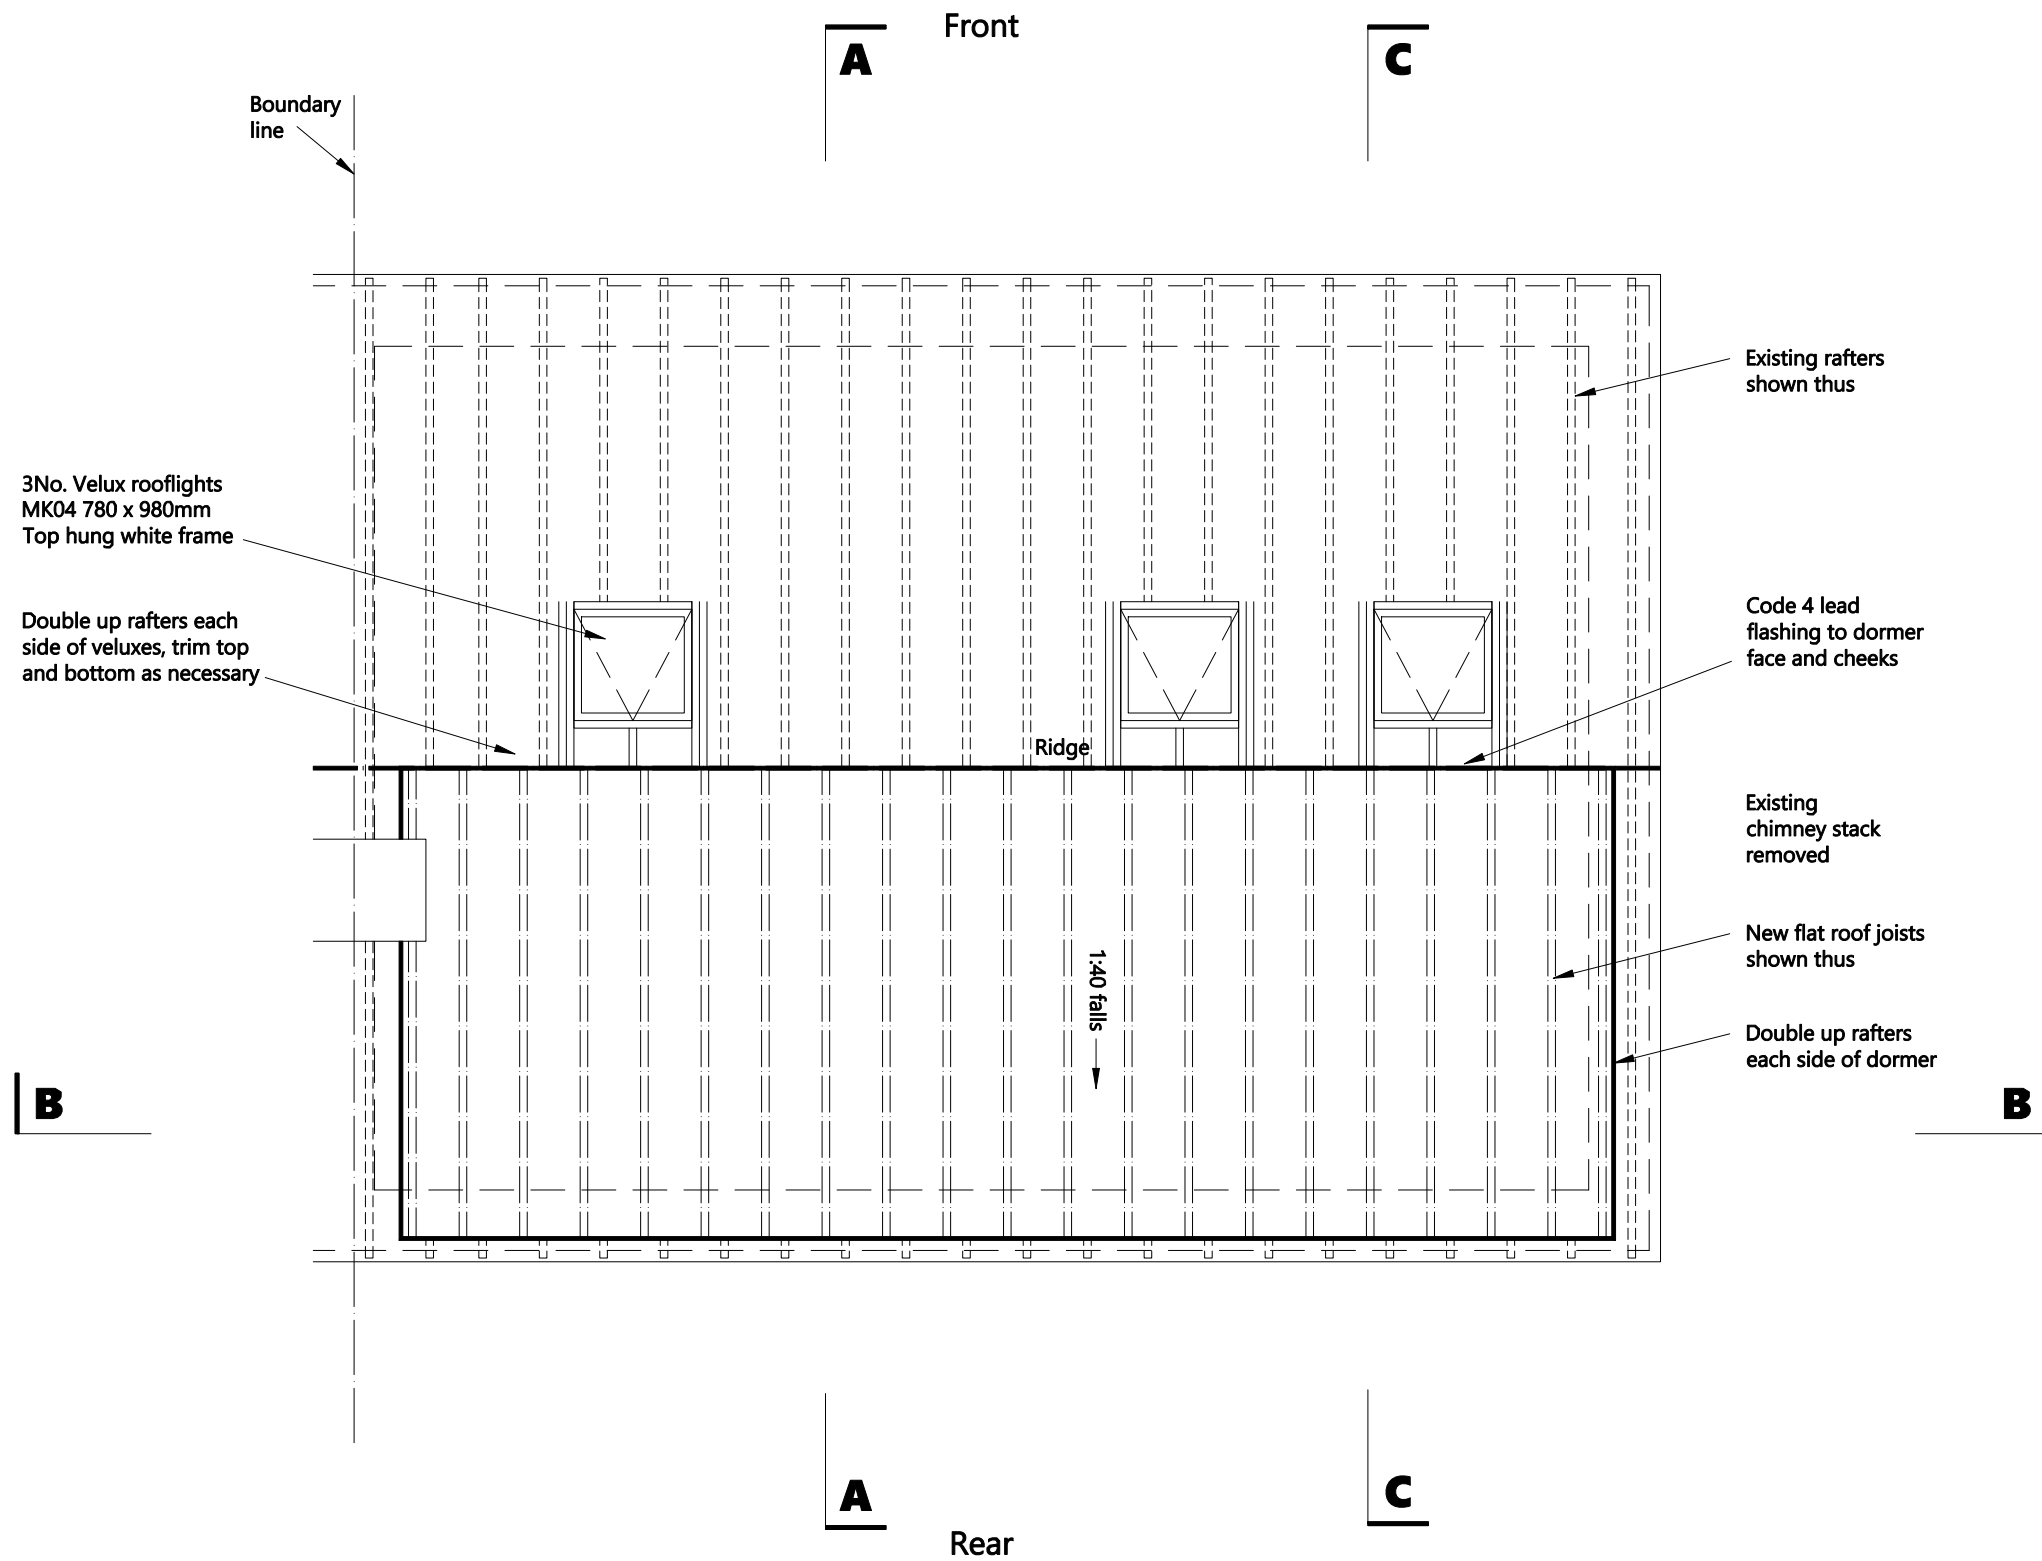 Front
A
C
Boundary
line
Existing rafters
shown thus
3No. Velux rooflights
MK04 780 x 980mm
Top hung white frame
Double up rafters each
side of veluxes, trim top
and bottom as necessary
Code 4 lead
flashing to dormer
face and cheeks
Ridge
Existing
chimney stack
removed
New flat roof joists
shown thus
1:40 falls
Double up rafters
each side of dormer
B
B
A
C
Rear